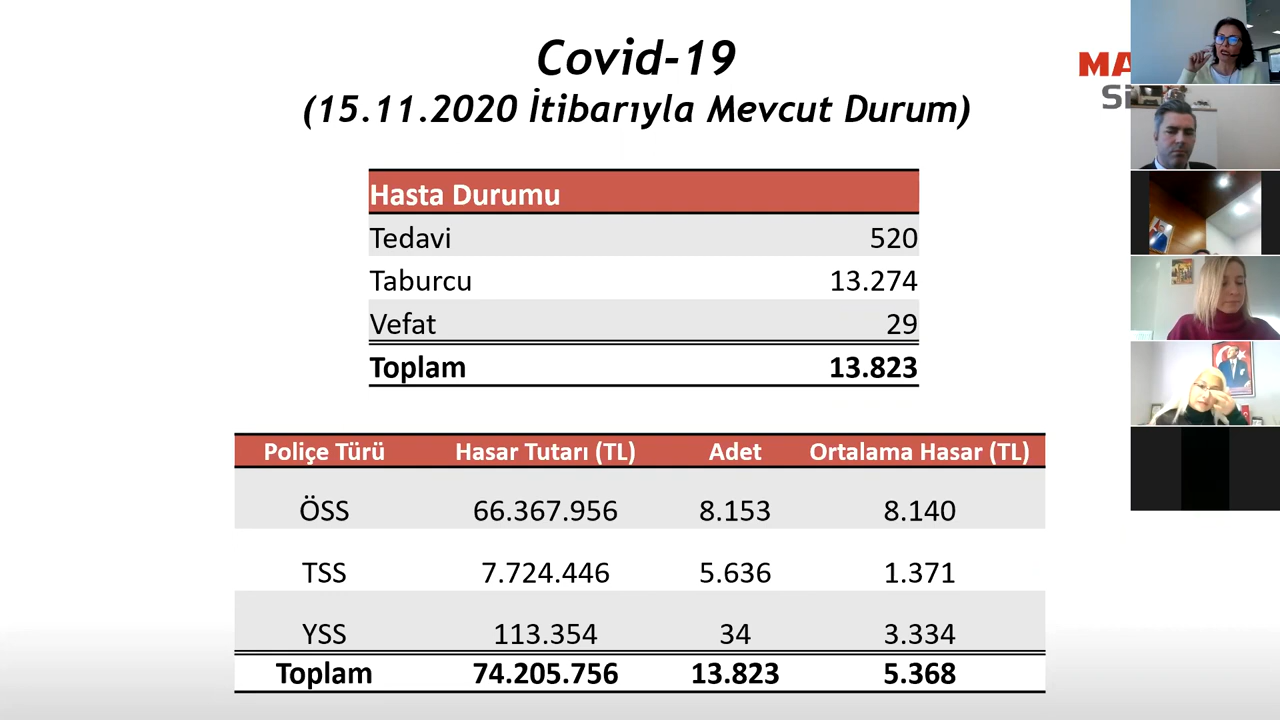 Covid-19
(15.11.2020 İtibarıyla Mevcut Durum)
MA
Hasta Durumu
Tedavi 520
Taburcu 13.274
Vefat 29
Toplam 13.823
Poliçe Türü Hasar Tutarı (TL) Adet Ortalama Hasar (TL)
ÖSS 66.367.956 8.153 8.140
TSS 7.724.446 5.636 1.371
YSS 113.354 34 3.334
Toplam 74.205.756 13.823 5.368